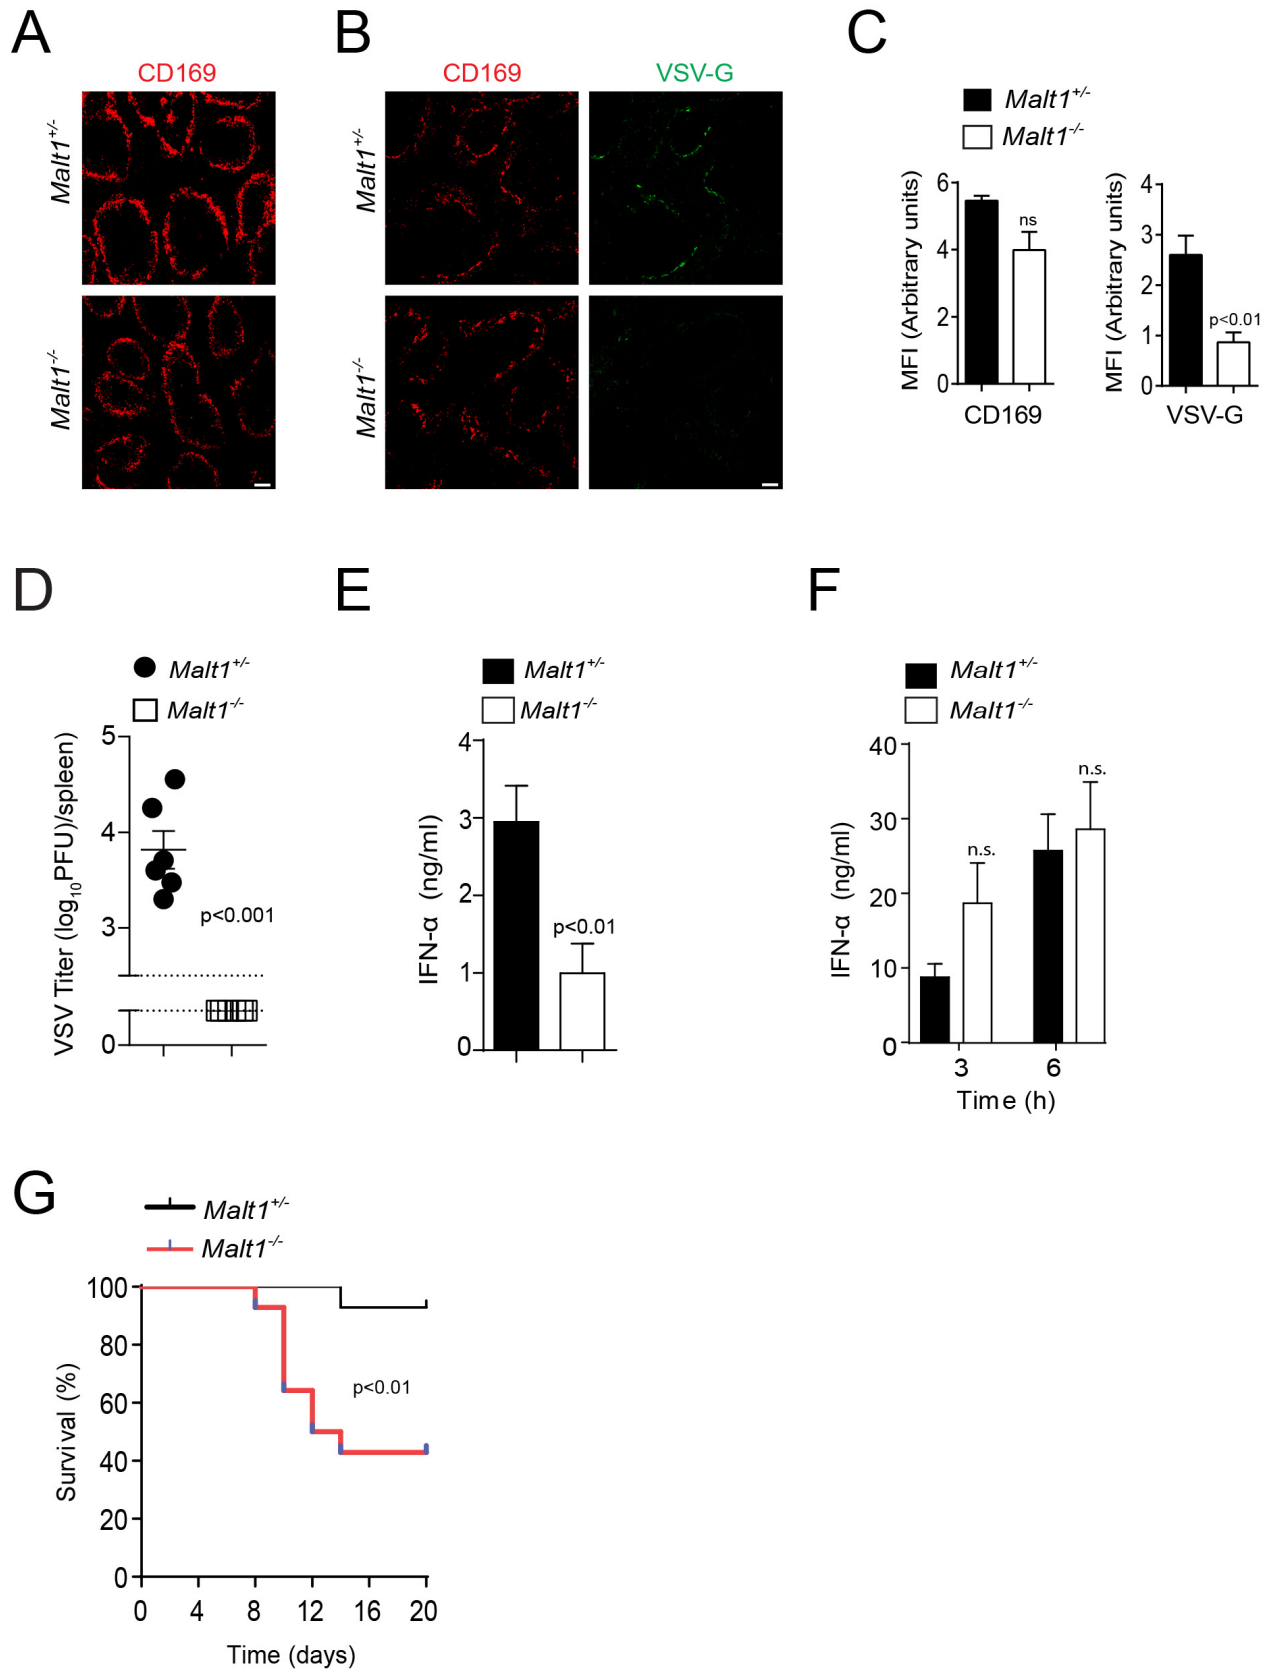 A
B
C
CD169
CD169
VSV-G
Malt1+/-
Malt1-/-
Malt1+/-
Malt1-/-
Malt1+/-
Malt1-/-
MFI (Arbitrary units)
6
4
2
0
ns
CD169
MFI (Arbitrary units)
4
3
2
1
0
p<0.01
VSV-G
D
E
F
Malt1+/-
Malt1-/-
VSV Titer (log10PFU)/spleen)
5
4
3
0
p<0.001
Malt1+/-
Malt1-/-
IFN-α (ng/ml)
4
3
2
1
0
p<0.01
Malt1+/-
Malt1-/-
IFN-α (ng/ml)
40
30
20
10
0
n.s.
n.s.
3 6
Time (h)
G
Malt1+/-
Malt1-/-
Survival (%)
100
80
60
40
20
0
p<0.01
0 4 8 12 16 20
Time (days)